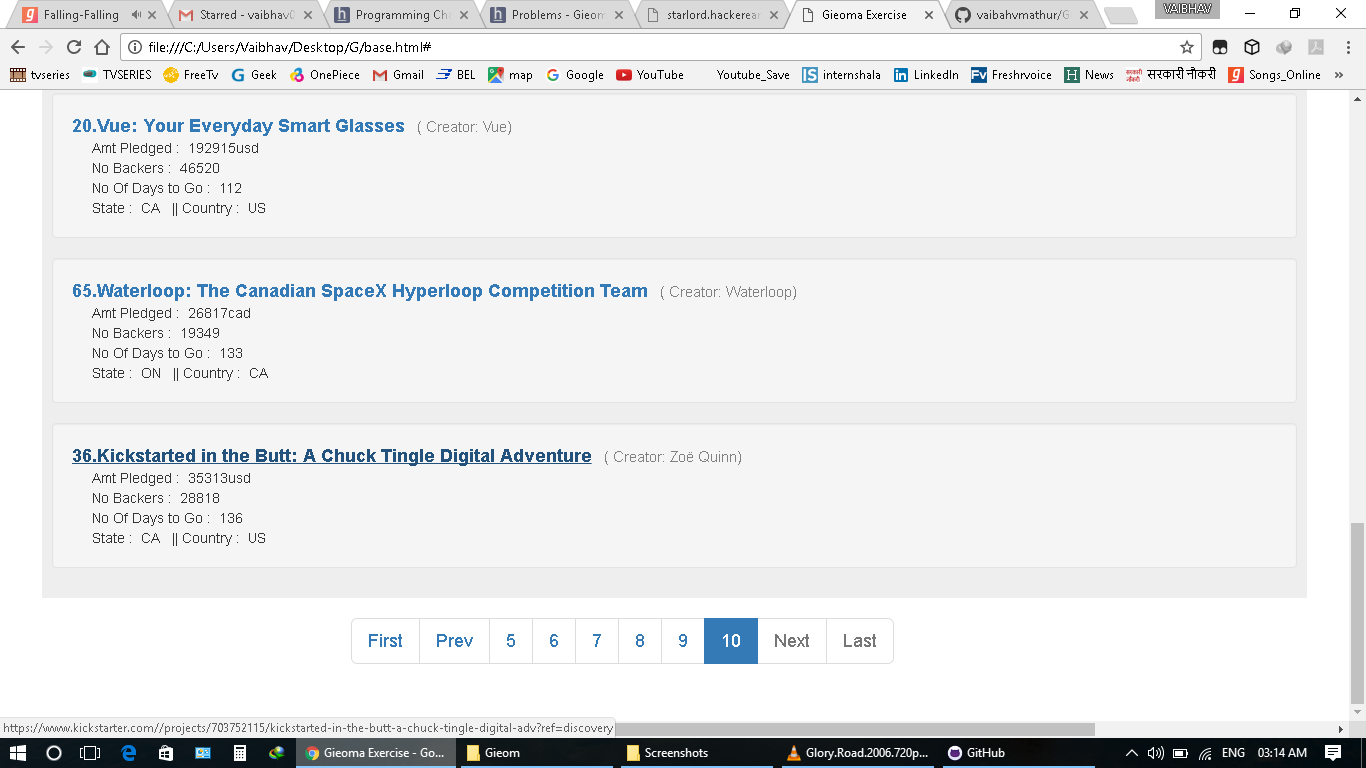 Falling-Falling
Starred - vaibhav0
Programming Cha
Problems - Gieom
starlord.hackerear
Gieoma Exercise
vaibahvmathur/G
VAIBHAV
file:///C:/Users/Vaibhav/Desktop/G/base.html#
tvseries
TVSERIES
FreeTv
Geek
OnePiece
Gmail
BEL
map
Google
YouTube
Youtube_Save
internshala
LinkedIn
Freshrvoice
News
सरकारी नौकरी
Songs_Online
»
20.Vue: Your Everyday Smart Glasses ( Creator: Vue)
Amt Pledged : 192915usd
No Backers : 46520
No Of Days to Go : 112
State : CA || Country : US
65.Waterloop: The Canadian SpaceX Hyperloop Competition Team ( Creator: Waterloop)
Amt Pledged : 26817cad
No Backers : 19349
No Of Days to Go : 133
State : ON || Country : CA
36.Kickstarted in the Butt: A Chuck Tingle Digital Adventure ( Creator: Zoë Quinn)
Amt Pledged : 35313usd
No Backers : 28818
No Of Days to Go : 136
State : CA || Country : US
First Prev 5 6 7 8 9 10 Next Last
https://www.kickstarter.com//projects/703752115/kickstarted-in-the-butt-a-chuck-tingle-digital-adv?ref=discovery
Gieoma Exercise - Go...
Gieom
Screenshots
Glory.Road.2006.720p...
GitHub
ENG
03:14 AM